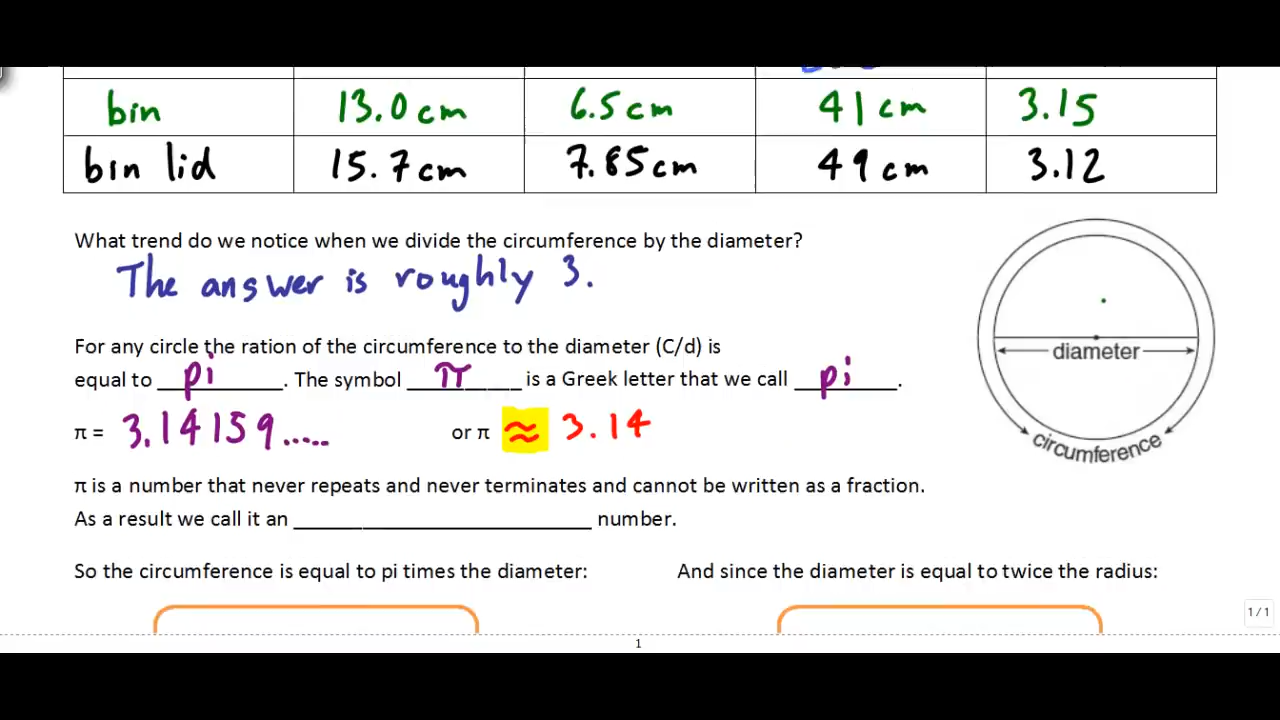 bin 13.0 cm 6.5 cm 41 cm 3.15
bin lid 15.7 cm 7.85 cm 49 cm 3.12
What trend do we notice when we divide the circumference by the diameter?
The answer is roughly 3.
For any circle the ration of the circumference to the diameter (C/d) is
equal to pi. The symbol π is a Greek letter that we call pi.
π = 3.14159..... or π ≈ 3.14
diameter
circumference
π is a number that never repeats and never terminates and cannot be written as a fraction.
As a result we call it an ______ number.
So the circumference is equal to pi times the diameter: And since the diameter is equal to twice the radius:
1/1
1